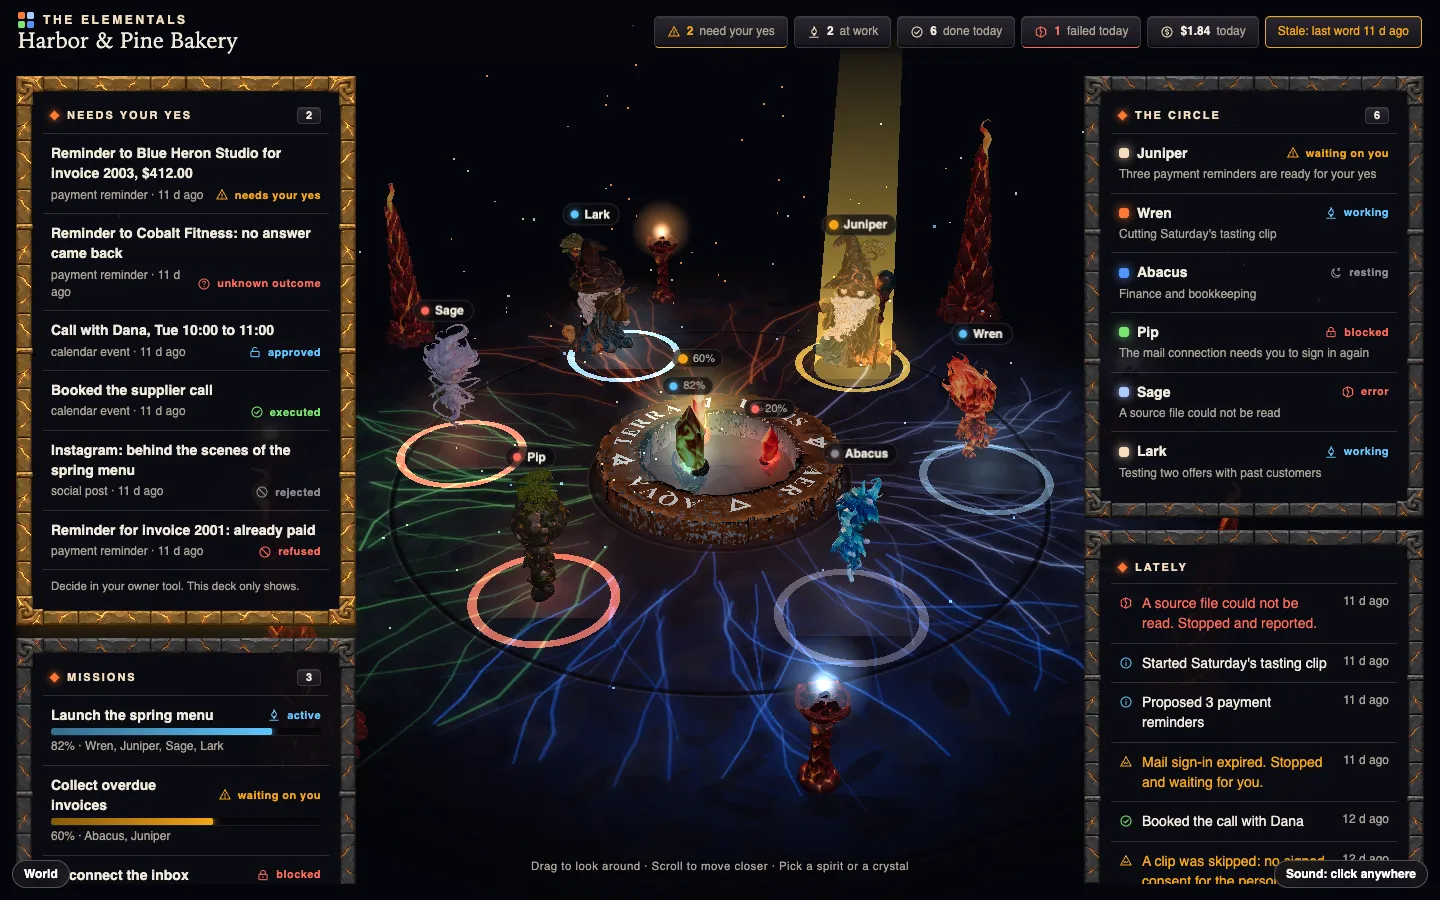 THE ELEMENTALS
Harbor & Pine Bakery
2 need your yes
2 at work
6 done today
1 failed today
$1.84 today
Stale: last word 11 d ago
NEEDS YOUR YES
2
Reminder to Blue Heron Studio for
invoice 2003, $412.00
payment reminder · 11 d ago
needs your yes
Reminder to Cobalt Fitness: no answer
came back
payment reminder · 11 d
ago
unknown outcome
Call with Dana, Tue 10:00 to 11:00
calendar event · 11 d ago
approved
Booked the supplier call
calendar event · 11 d ago
executed
Instagram: behind the scenes of the
spring menu
social post · 11 d ago
rejected
Reminder for invoice 2001: already paid
payment reminder · 11 d ago
refused
Decide in your owner tool. This deck only shows.
MISSIONS
3
Launch the spring menu
active
82% · Wren, Juniper, Sage, Lark
Collect overdue
invoices
waiting on you
60% · Abacus, Juniper
connect the inbox
blocked
World
Lark
Juniper
Sage
Wren
60%
82%
20%
Pip
Abacus
TERRA
AER
AQVA
Drag to look around · Scroll to move closer · Pick a spirit or a crystal
THE CIRCLE
6
Juniper
waiting on you
Three payment reminders are ready for your yes
Wren
working
Cutting Saturday's tasting clip
Abacus
resting
Finance and bookkeeping
Pip
blocked
The mail connection needs you to sign in again
Sage
error
A source file could not be read
Lark
working
Testing two offers with past customers
LATELY
A source file could not be
read. Stopped and reported.
11 d ago
Started Saturday's tasting clip
11 d ago
Proposed 3 payment
reminders
11 d ago
Mail sign-in expired. Stopped
and waiting for you.
11 d ago
Booked the call with Dana
12 d ago
A clip was skipped: no signed
consent for the person
12 d ago
Sound: click anywhere